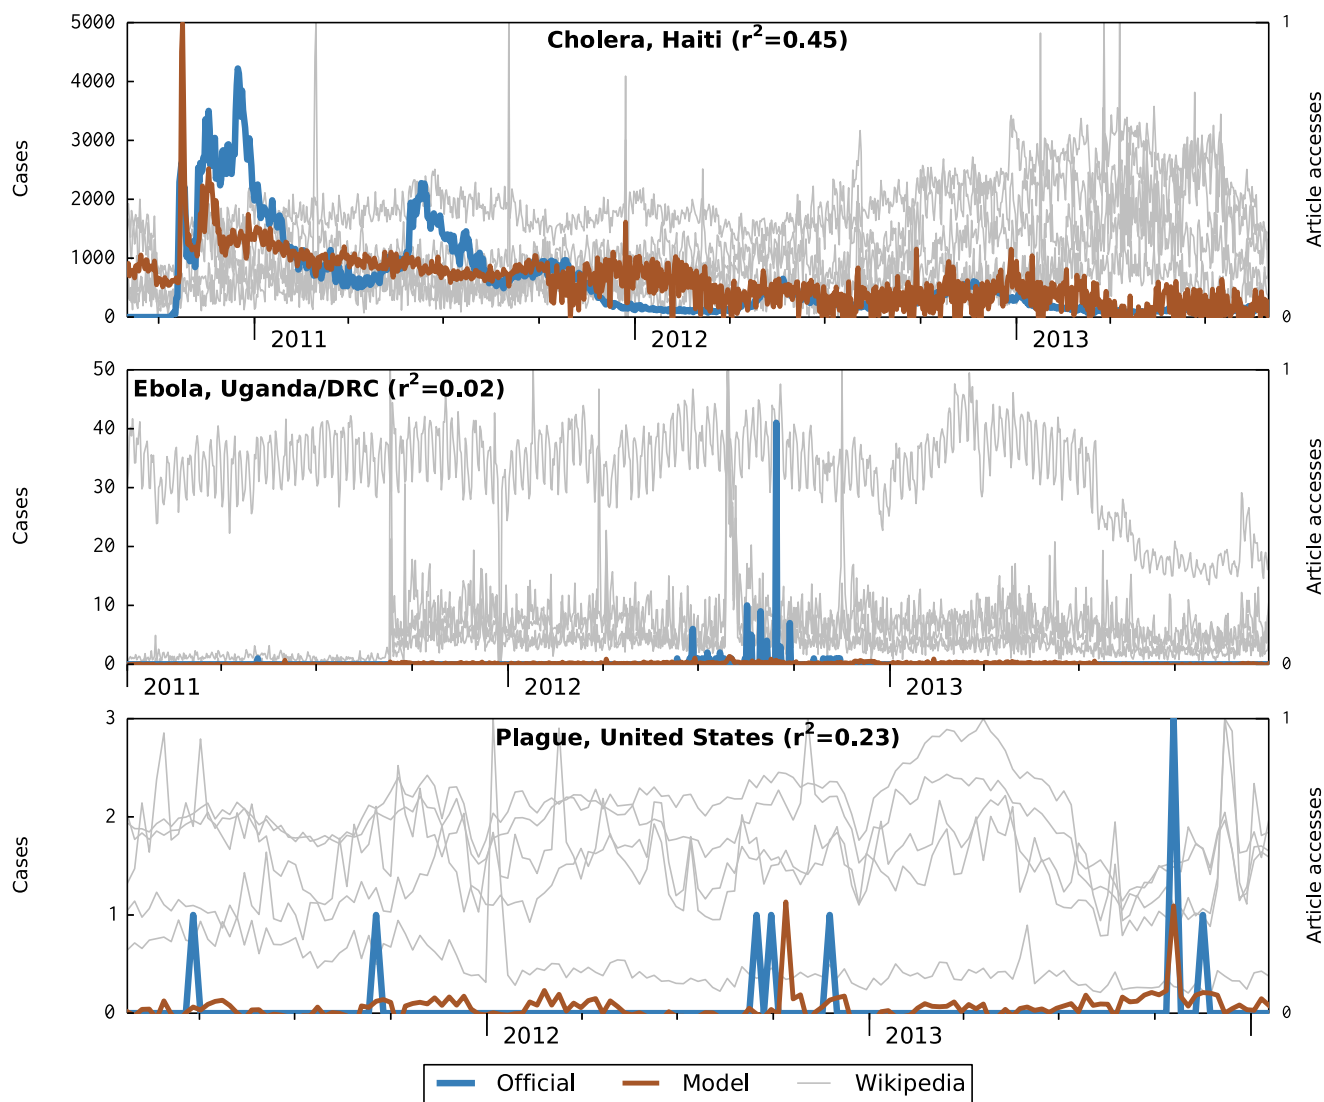 Cholera, Haiti (r²=0.45)
5000
4000
3000
2000
1000
0
Cases
1
0
Article accesses
2011
2012
2013
Ebola, Uganda/DRC (r²=0.02)
50
40
30
20
10
0
Cases
1
0
Article accesses
2011
2012
2013
Plague, United States (r²=0.23)
3
2
1
0
Cases
1
0
Article accesses
2012
2013
Official
Model
Wikipedia